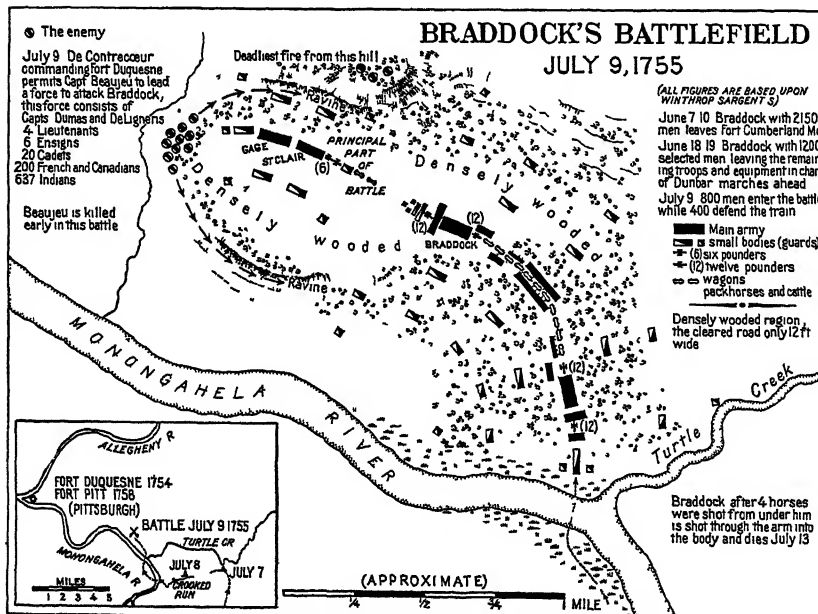 BRADDOCK'S BATTLEFIELD
JULY 9, 1755
The enemy
July 9 De Contrecœur
commanding Fort Duquesne
permits Capt Beaujeu to lead
a force to attack Braddock,
this force consists of
Capts Dumas and DeLigneris
4 Lieutenants
6 Ensigns
20 Cadets
200 French and Canadians
637 Indians
Beaujeu is killed
early in this battle
Deadliest fire from this hill
Ravine
GAGE
ST CLAIR
(6)
PRINCIPAL
PART
OF
BATTLE
Densely wooded
Densely wooded
Ravine
(12)
BRADDOCK
(12)
(12)
(12)
(ALL FIGURES ARE BASED UPON
WINTHROP SARGENT S)
June 7 10 Braddock with 2150
men leaves Fort Cumberland Md
June 18 19 Braddock with 1200
selected men leaving the remain
ing troops and equipment in char
of Dunbar marches ahead
July 9 800 men enter the battl
while 400 defend the train
Main army
small bodies (guards)
(6) six pounders
(12) twelve pounders
wagons
packhorses and cattle
Densely wooded region,
the cleared road only 12ft
wide
MONONGAHELA RIVER
Turtle Creek
Braddock after 4 horses
were shot from under him
is shot through the arm into
the body and dies July 13
ALLEGHENY R
FORT DUQUESNE 1754
FORT PITT 1758
(PITTSBURGH)
BATTLE JULY 9 1755
TURTLE CR
MONONGAHELA R
JULY 8
JULY 7
CROOKED
RUN
MILES
1 2 3 4 5
(APPROXIMATE)
1/4 1/2 3/4 1 MILE